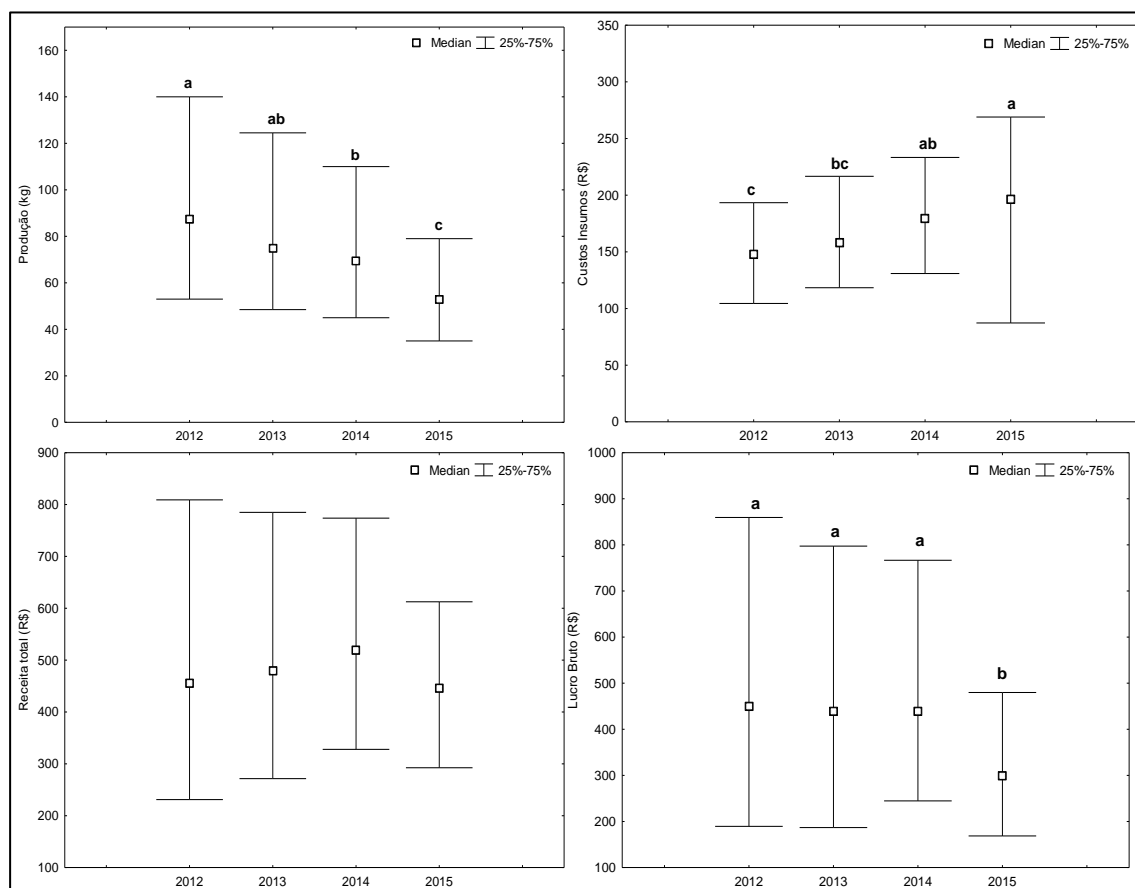 Median 25%-75%
160
140
120
100
80
60
40
20
0
Produção (kg)
a
ab
b
c
2012 2013 2014 2015
Median 25%-75%
350
300
250
200
150
100
50
0
Custos Insumos (R$)
c
bc
ab
a
2012 2013 2014 2015
Median 25%-75%
900
800
700
600
500
400
300
200
100
Receita total (R$)
2012 2013 2014 2015
Median 25%-75%
1000
900
800
700
600
500
400
300
200
100
Lucro Bruto (R$)
a
a
a
b
2012 2013 2014 2015